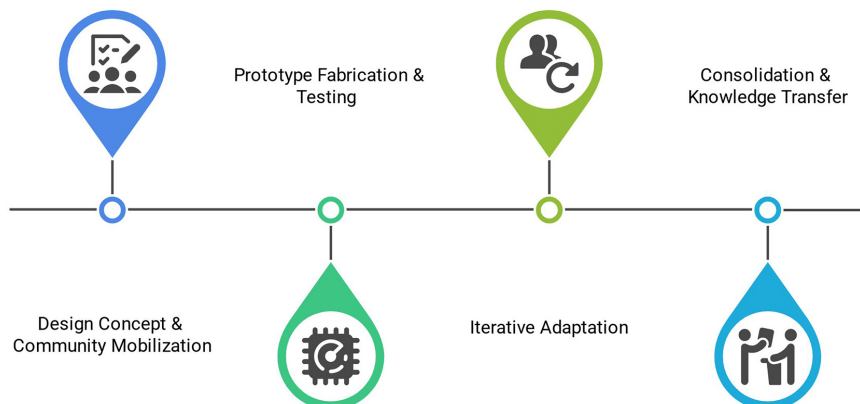 Prototype Fabrication &
Testing
Consolidation &
Knowledge Transfer
Design Concept &
Community Mobilization
Iterative Adaptation